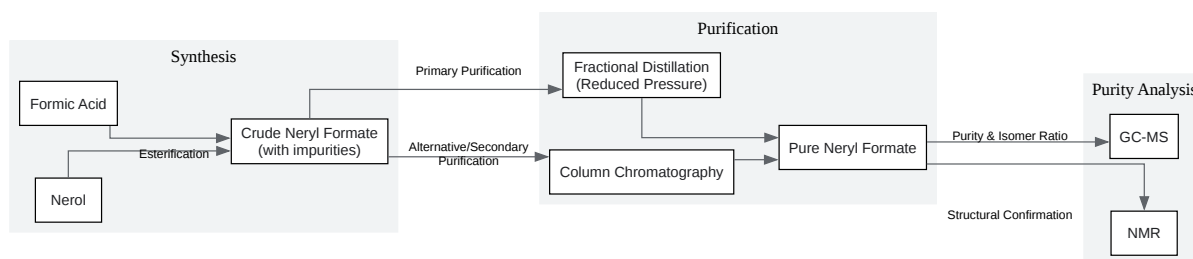 Synthesis
Formic Acid
Nerol
Esterification
Crude Neryl Formate
(with impurities)
Primary Purification
Alternative/Secondary
Purification
Purification
Fractional Distillation
(Reduced Pressure)
Column Chromatography
Pure Neryl Formate
Purity & Isomer Ratio
Structural Confirmation
Purity Analysis
GC-MS
NMR